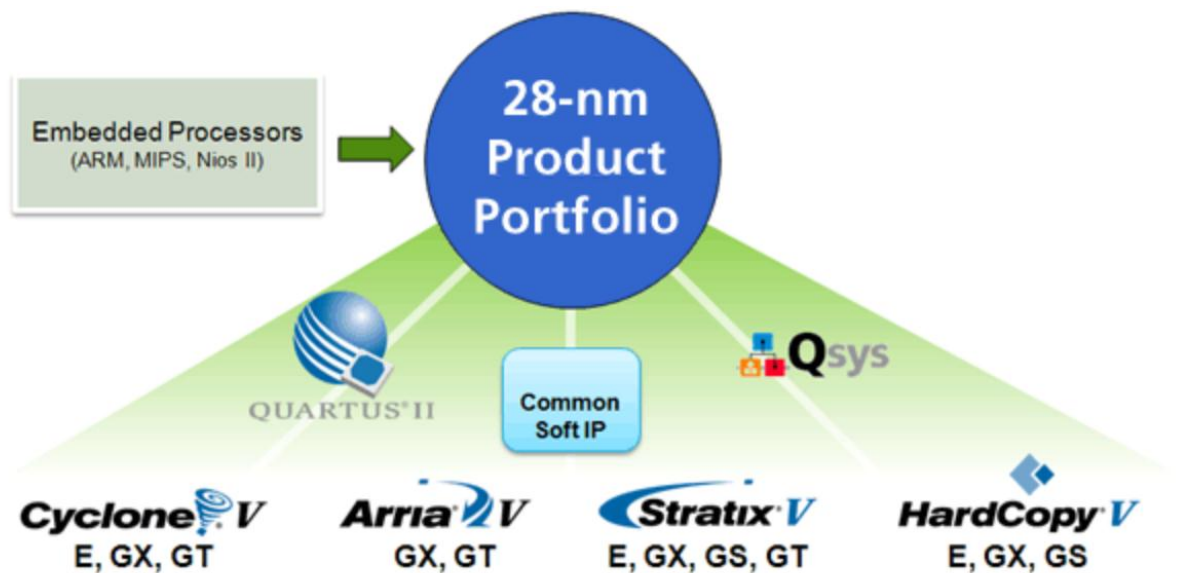 28-nm
Product
Portfolio
Embedded Processors
(ARM, MIPS, Nios II)
QUARTUS® II
Common
Soft IP
Qsys
Cyclone® V
E, GX, GT
Arria® V
GX, GT
Stratix® V
E, GX, GS, GT
HardCopy® V
E, GX, GS